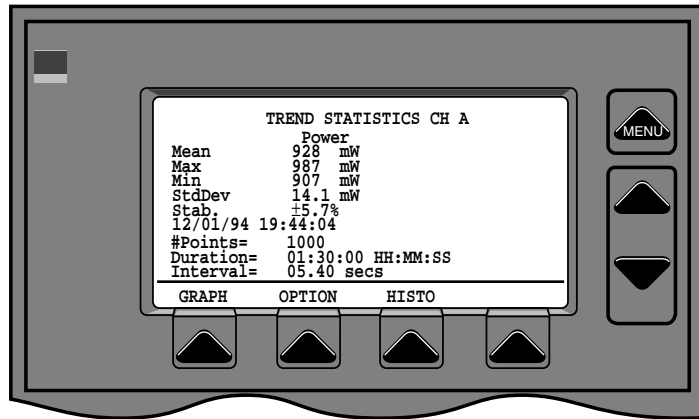 TREND STATISTICS CH A
Power
Mean 928 mW
Max 987 mW
Min 907 mW
StdDev 14.1 mW
Stab. ±5.7%
12/01/94 19:44:04
#Points= 1000
Duration= 01:30:00 HH:MM:SS
Interval= 05.40 secs
GRAPH OPTION HISTO
MENU